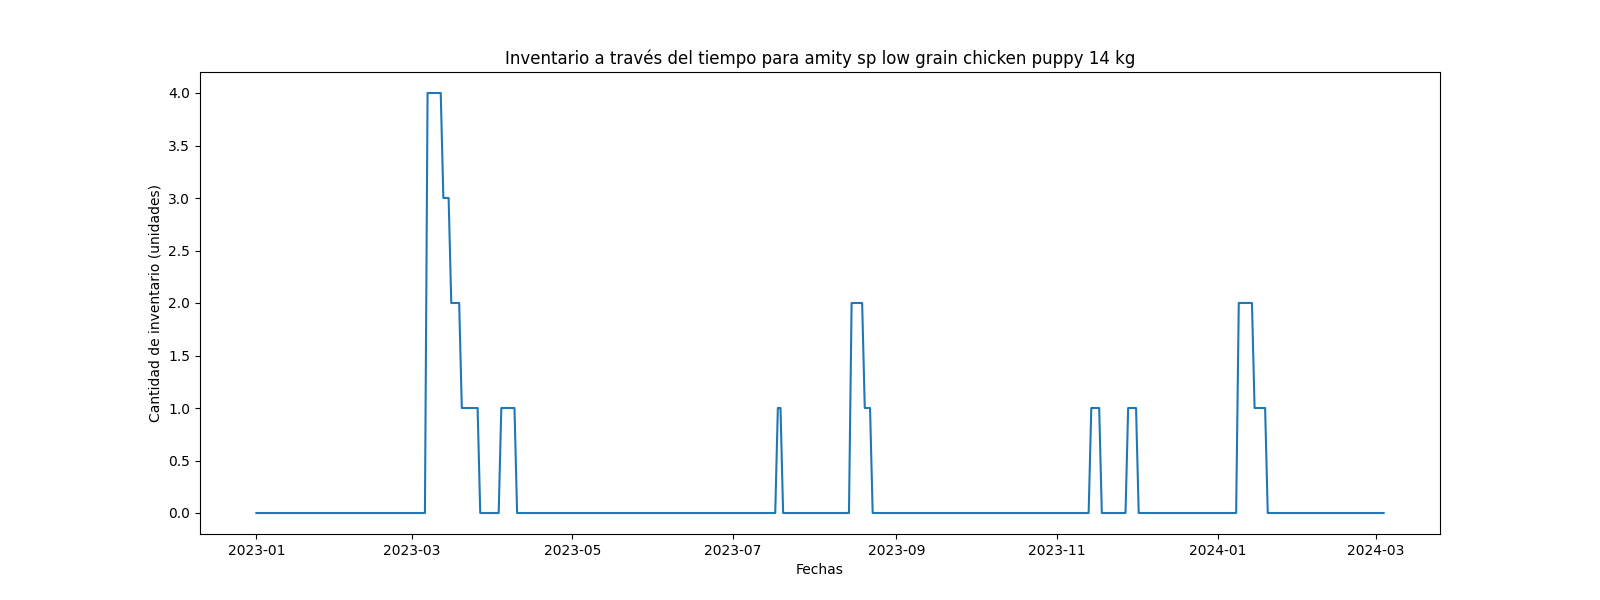 Inventario a través del tiempo para amity sp low grain chicken puppy 14 kg
Cantidad de inventario (unidades)
4.0
3.5
3.0
2.5
2.0
1.5
1.0
0.5
0.0
2023-01 2023-03 2023-05 2023-07 2023-09 2023-11 2024-01 2024-03
Fechas